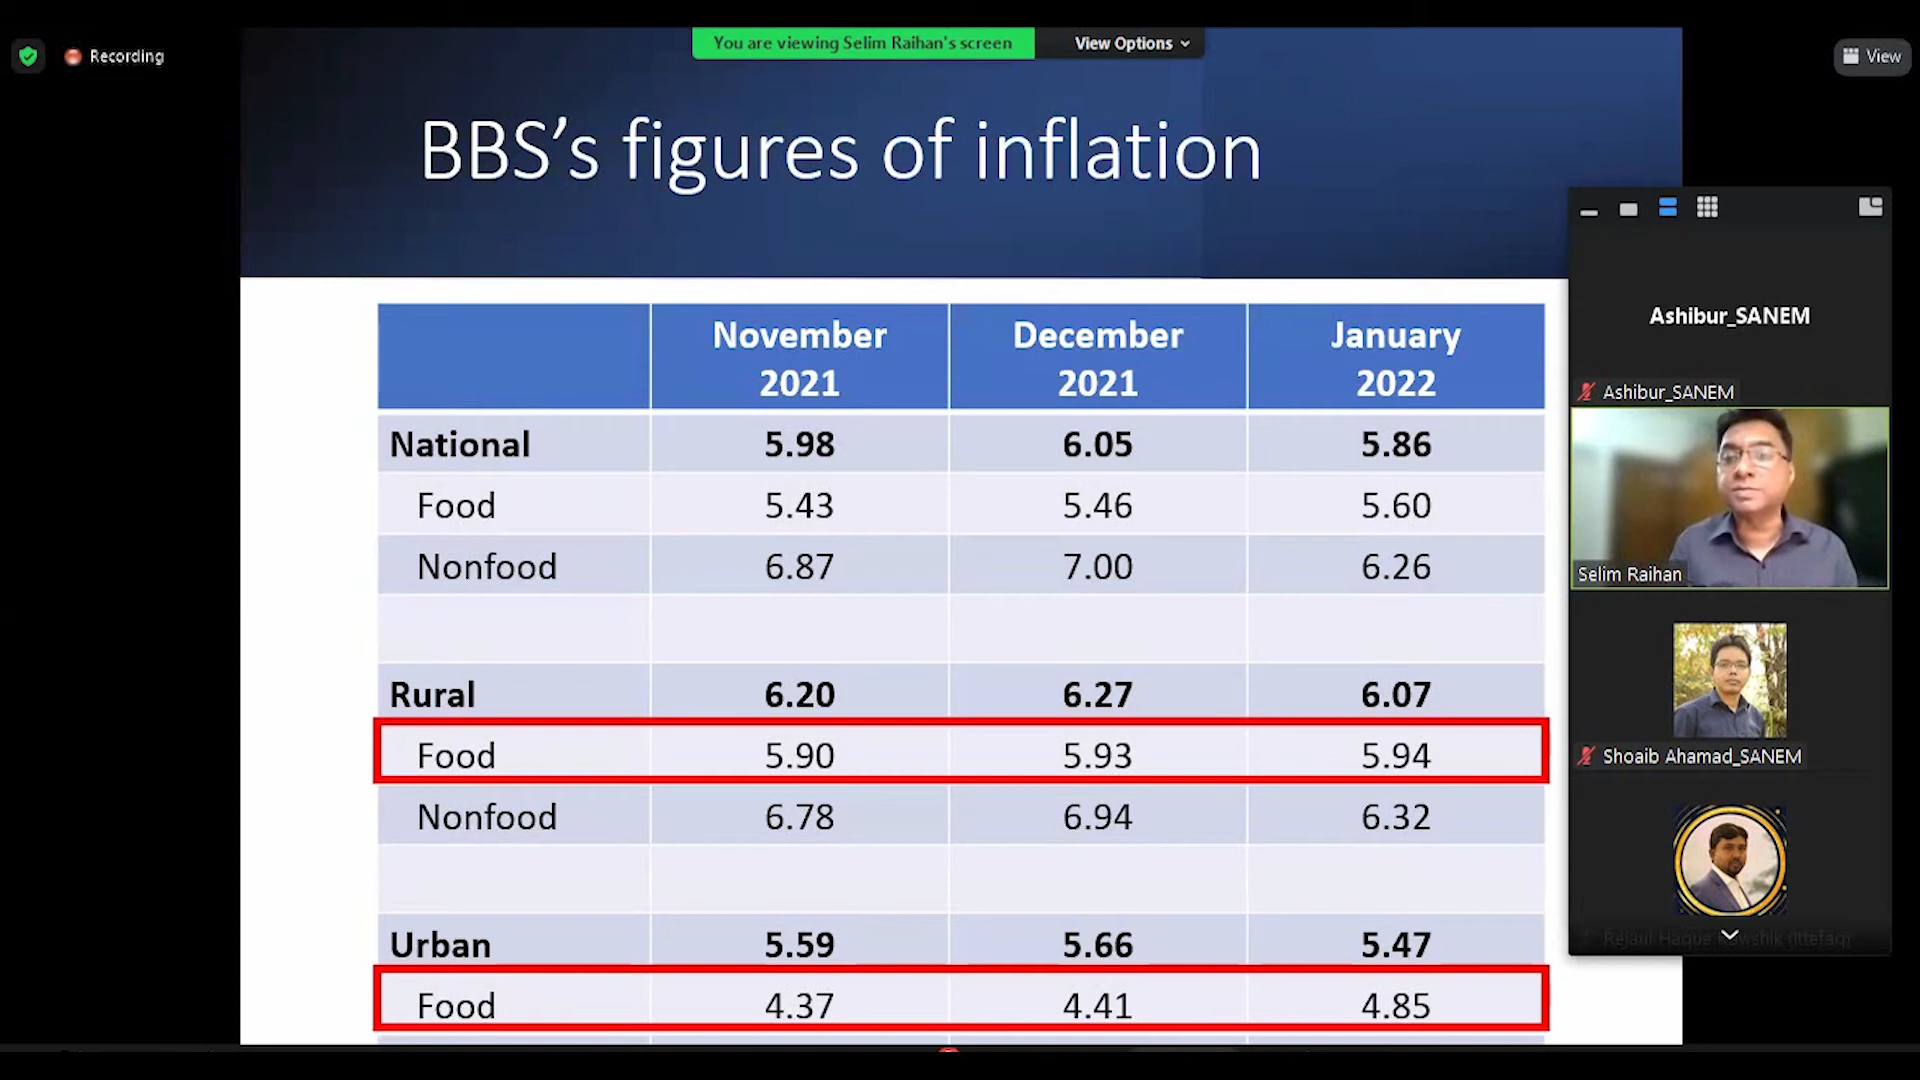 Recording
You are viewing Selim Raihan's screen
View Options
View
BBS's figures of inflation
November 2021 December 2021 January 2022
National 5.98 6.05 5.86
Food 5.43 5.46 5.60
Nonfood 6.87 7.00 6.26
Rural 6.20 6.27 6.07
Food 5.90 5.93 5.94
Nonfood 6.78 6.94 6.32
Urban 5.59 5.66 5.47
Food 4.37 4.41 4.85
Ashibur_SANEM
Ashibur_SANEM
Selim Raihan
Shoaib Ahamad_SANEM
Rejaul Haque Kowshik (Ittefaq)